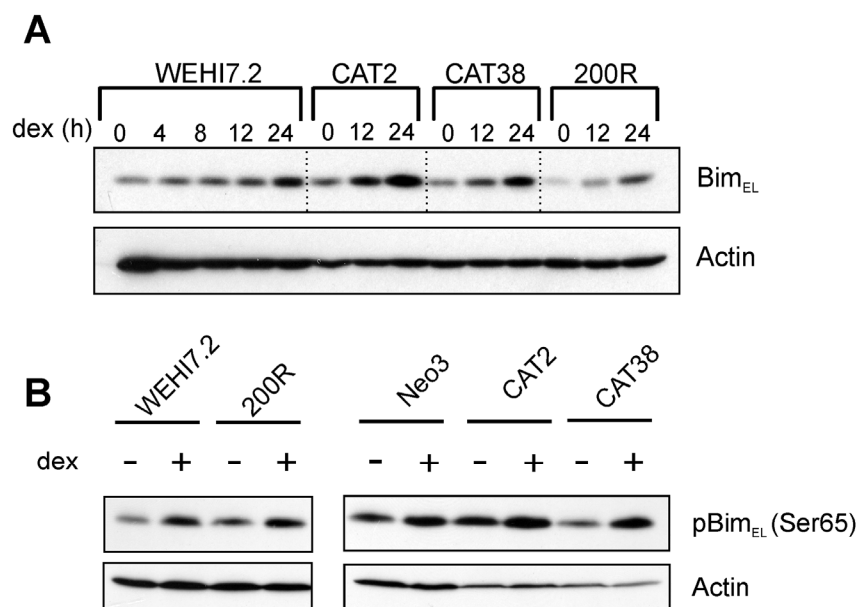 A
WEHI7.2 CAT2 CAT38 200R
dex (h) 0 4 8 12 24 0 12 24 0 12 24 0 12 24
BimEL
Actin
B
WEHI7.2 200R Neo3 CAT2 CAT38
dex - + - + - + - + - +
pBimEL (Ser65)
Actin